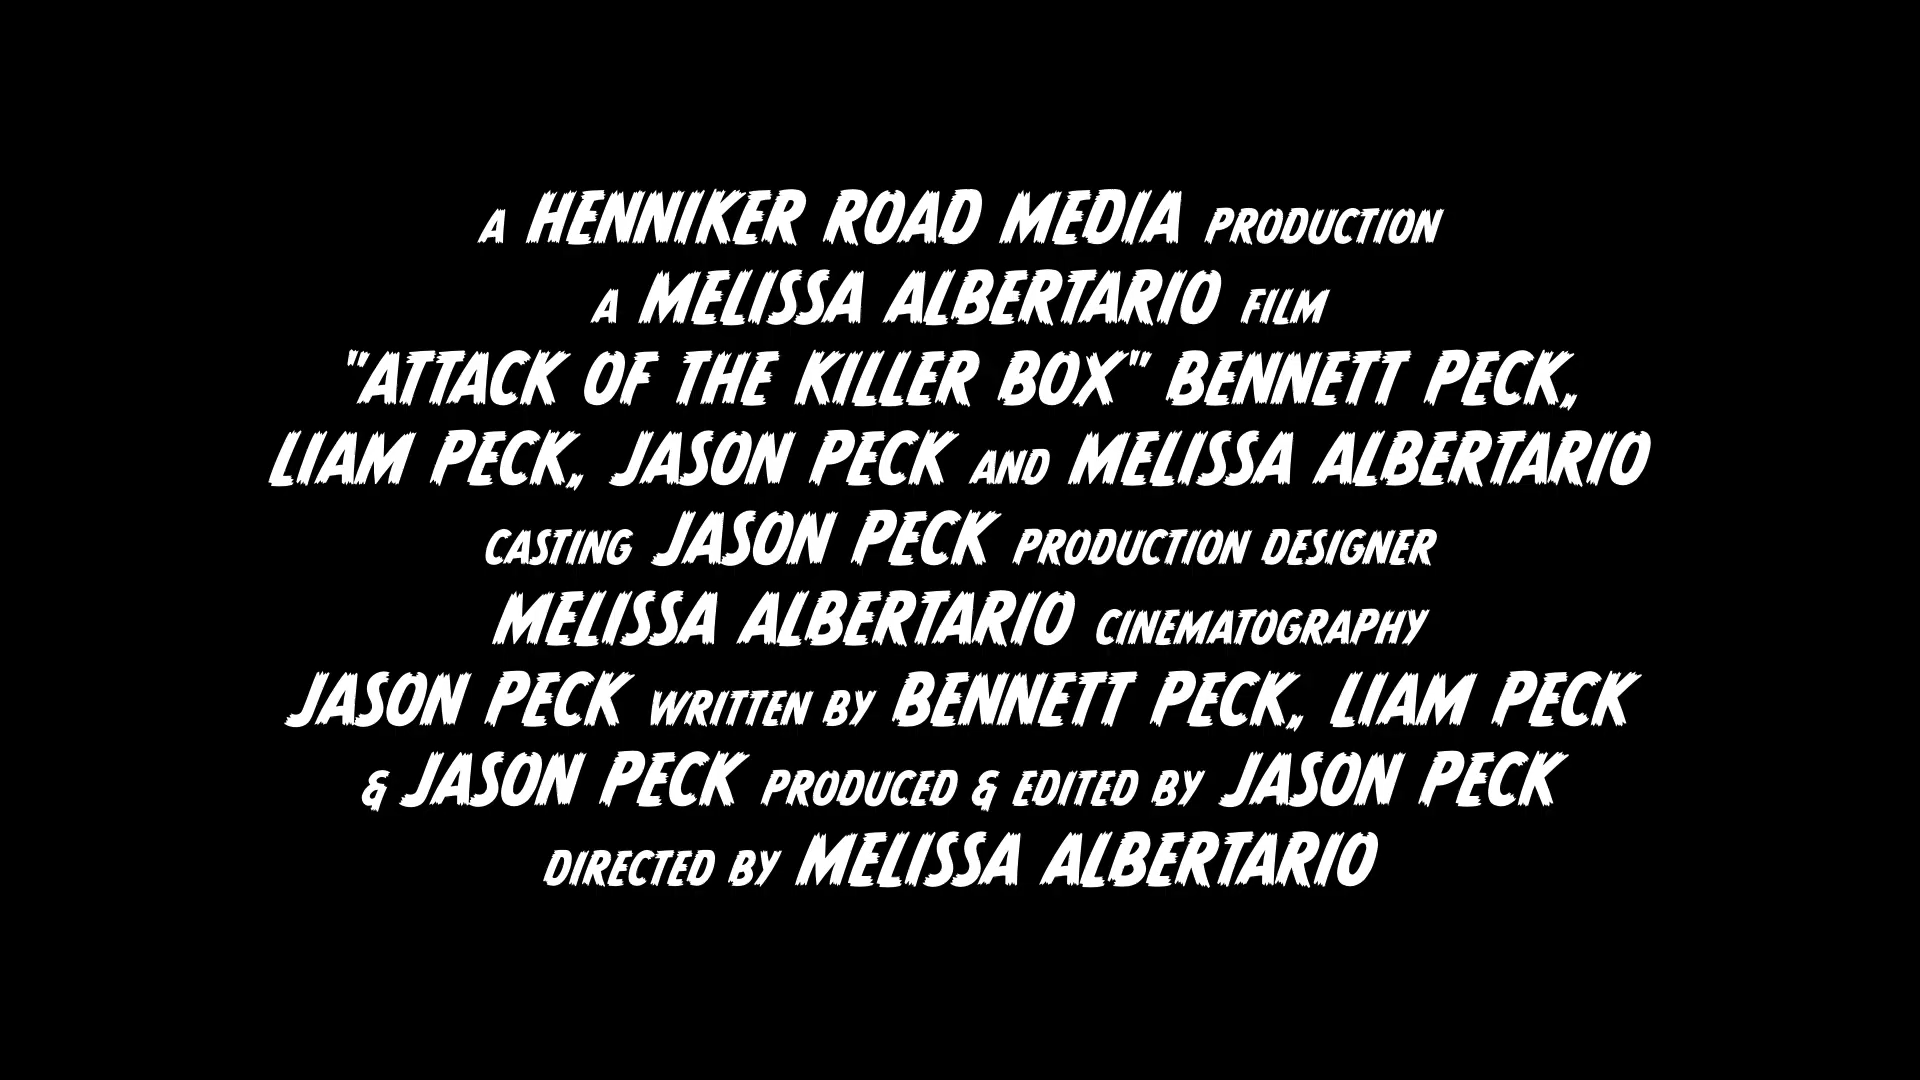 A HENNIKER ROAD MEDIA PRODUCTION
A MELISSA ALBERTARIO FILM
"ATTACK OF THE KILLER BOX" BENNETT PECK,
LIAM PECK, JASON PECK AND MELISSA ALBERTARIO
CASTING JASON PECK PRODUCTION DESIGNER
MELISSA ALBERTARIO CINEMATOGRAPHY
JASON PECK WRITTEN BY BENNETT PECK, LIAM PECK
& JASON PECK PRODUCED & EDITED BY JASON PECK
DIRECTED BY MELISSA ALBERTARIO